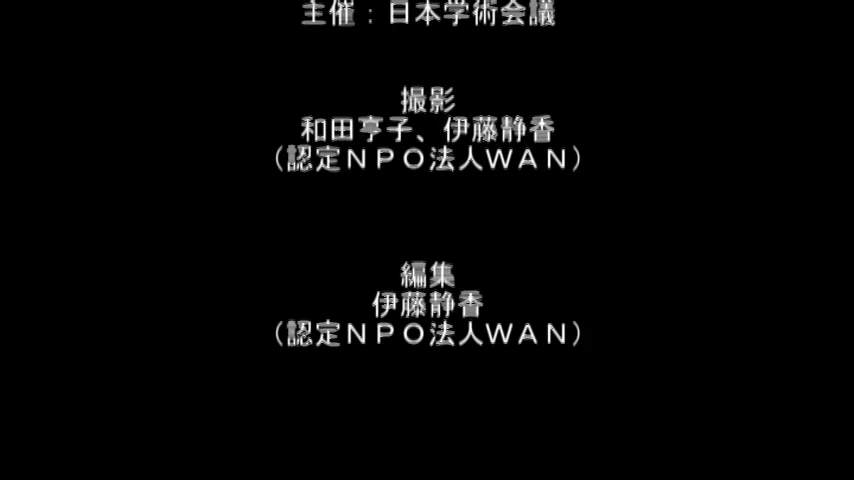 主催：日本学術会議
撮影
和田亨子、伊藤静香
（認定ＮＰＯ法人ＷＡＮ）
編集
伊藤静香
（認定ＮＰＯ法人ＷＡＮ）